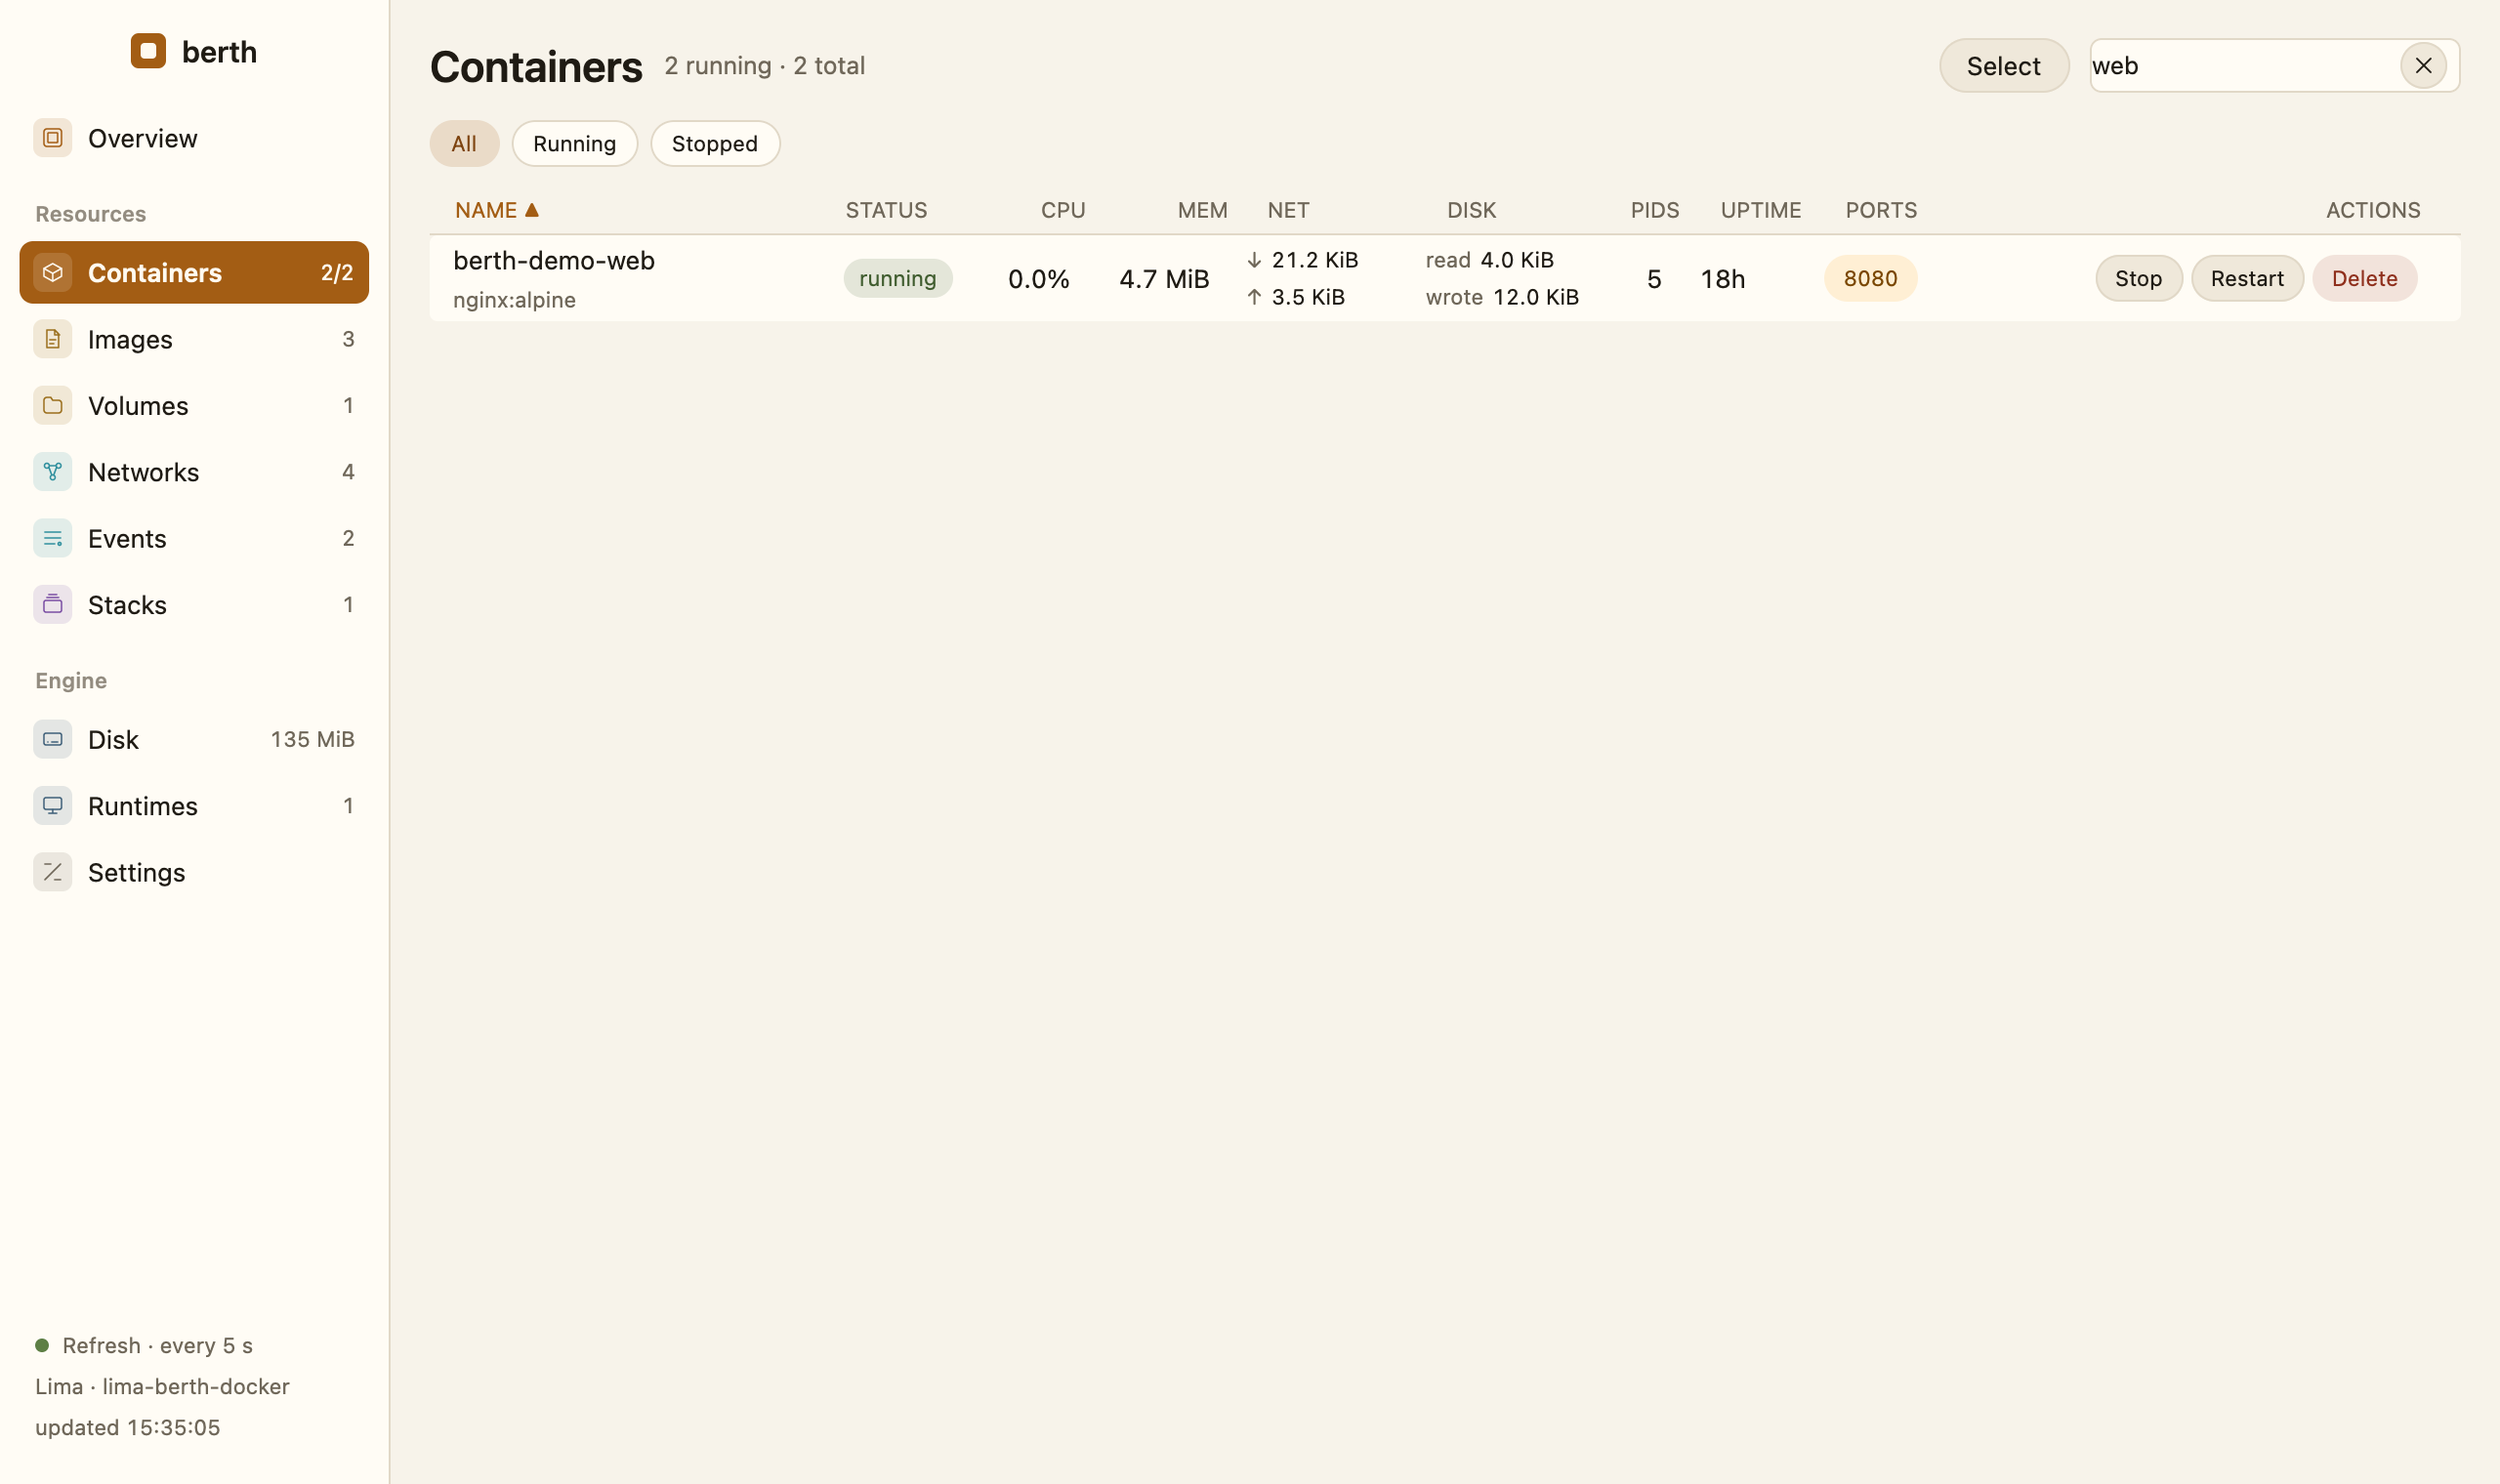 berth
Overview
Resources
Containers 2/2
Images 3
Volumes 1
Networks 4
Events 2
Stacks 1
Engine
Disk 135 MiB
Runtimes 1
Settings
Refresh · every 5 s
Lima · lima-berth-docker
updated 15:35:05
Containers 2 running · 2 total
Select
web
All Running Stopped
NAME ▲ STATUS CPU MEM NET DISK PIDS UPTIME PORTS ACTIONS
berth-demo-web
nginx:alpine
running
0.0%
4.7 MiB
↓ 21.2 KiB
↑ 3.5 KiB
read 4.0 KiB
wrote 12.0 KiB
5
18h
8080
Stop Restart Delete